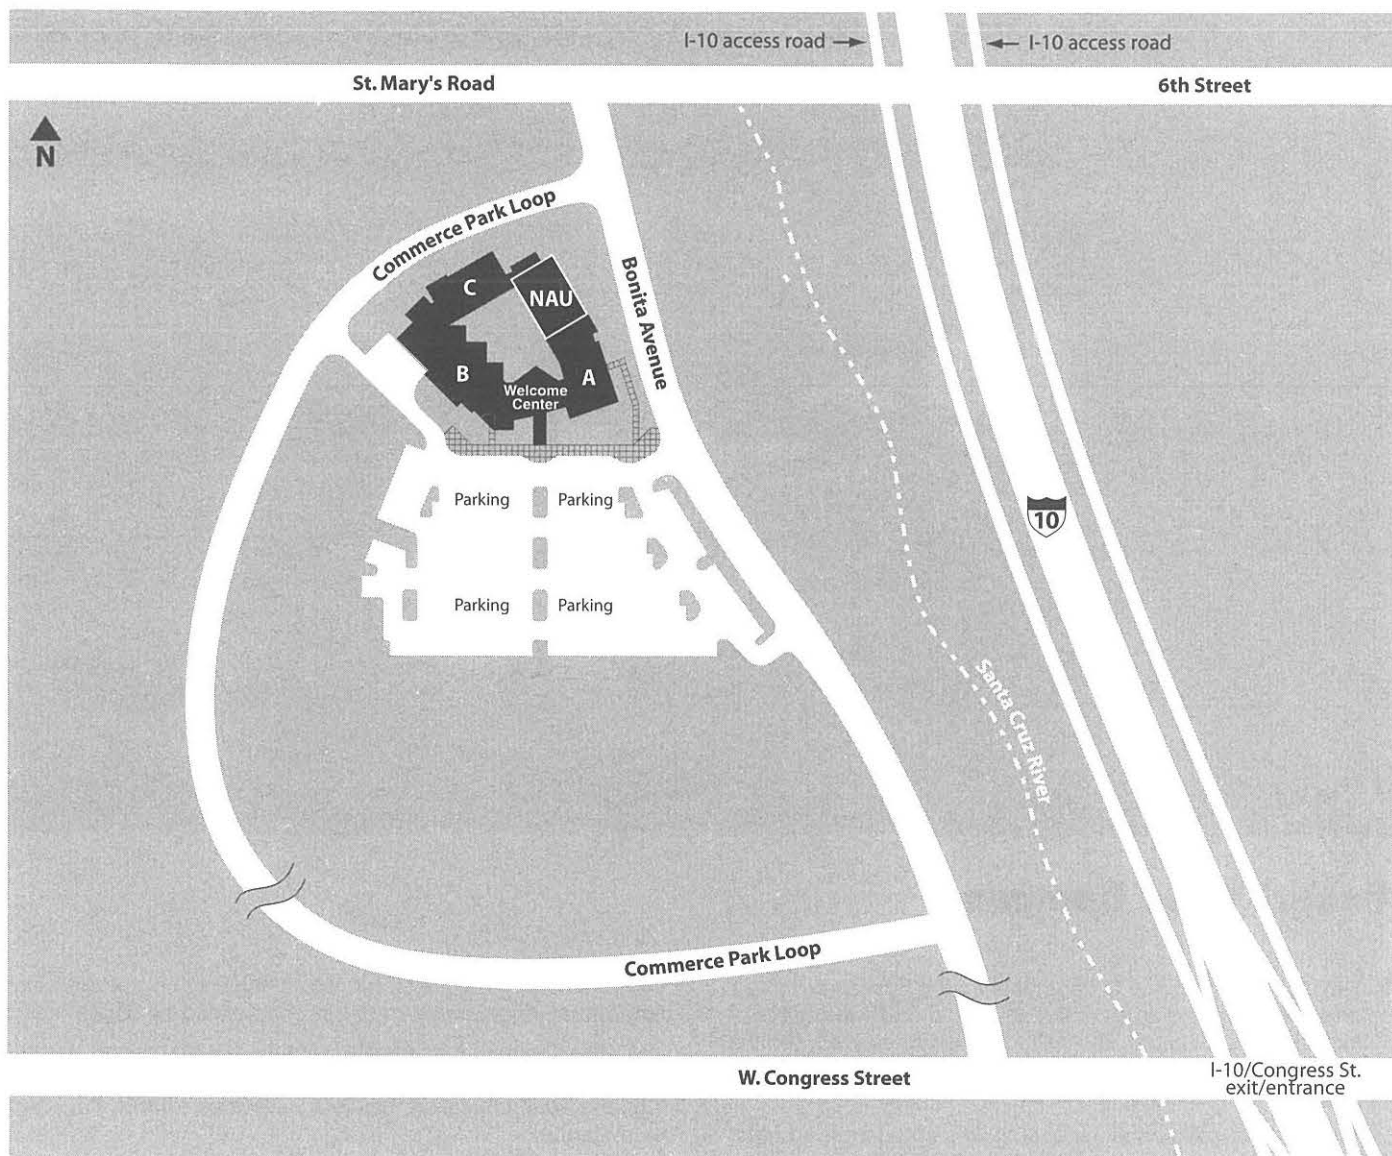 I-10 access road
I-10 access road
St. Mary's Road
6th Street
N
Commerce Park Loop
Bonita Avenue
C
NAU
B
A
Welcome
Center
Parking
Parking
10
Parking
Parking
Santa Cruz River
Commerce Park Loop
W. Congress Street
I-10/Congress St.
exit/entrance